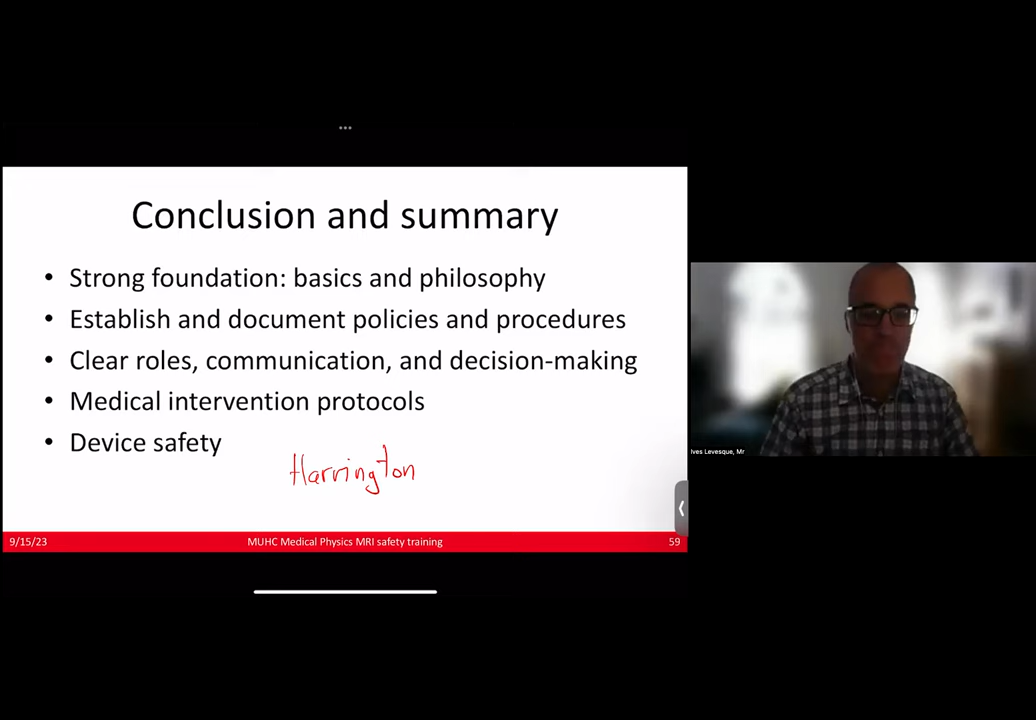 Conclusion and summary
• Strong foundation: basics and philosophy
• Establish and document policies and procedures
• Clear roles, communication, and decision-making
• Medical intervention protocols
• Device safety
Harrington
9/15/23 MUHC Medical Physics MRI safety training 59
Ives Levesque, Mr